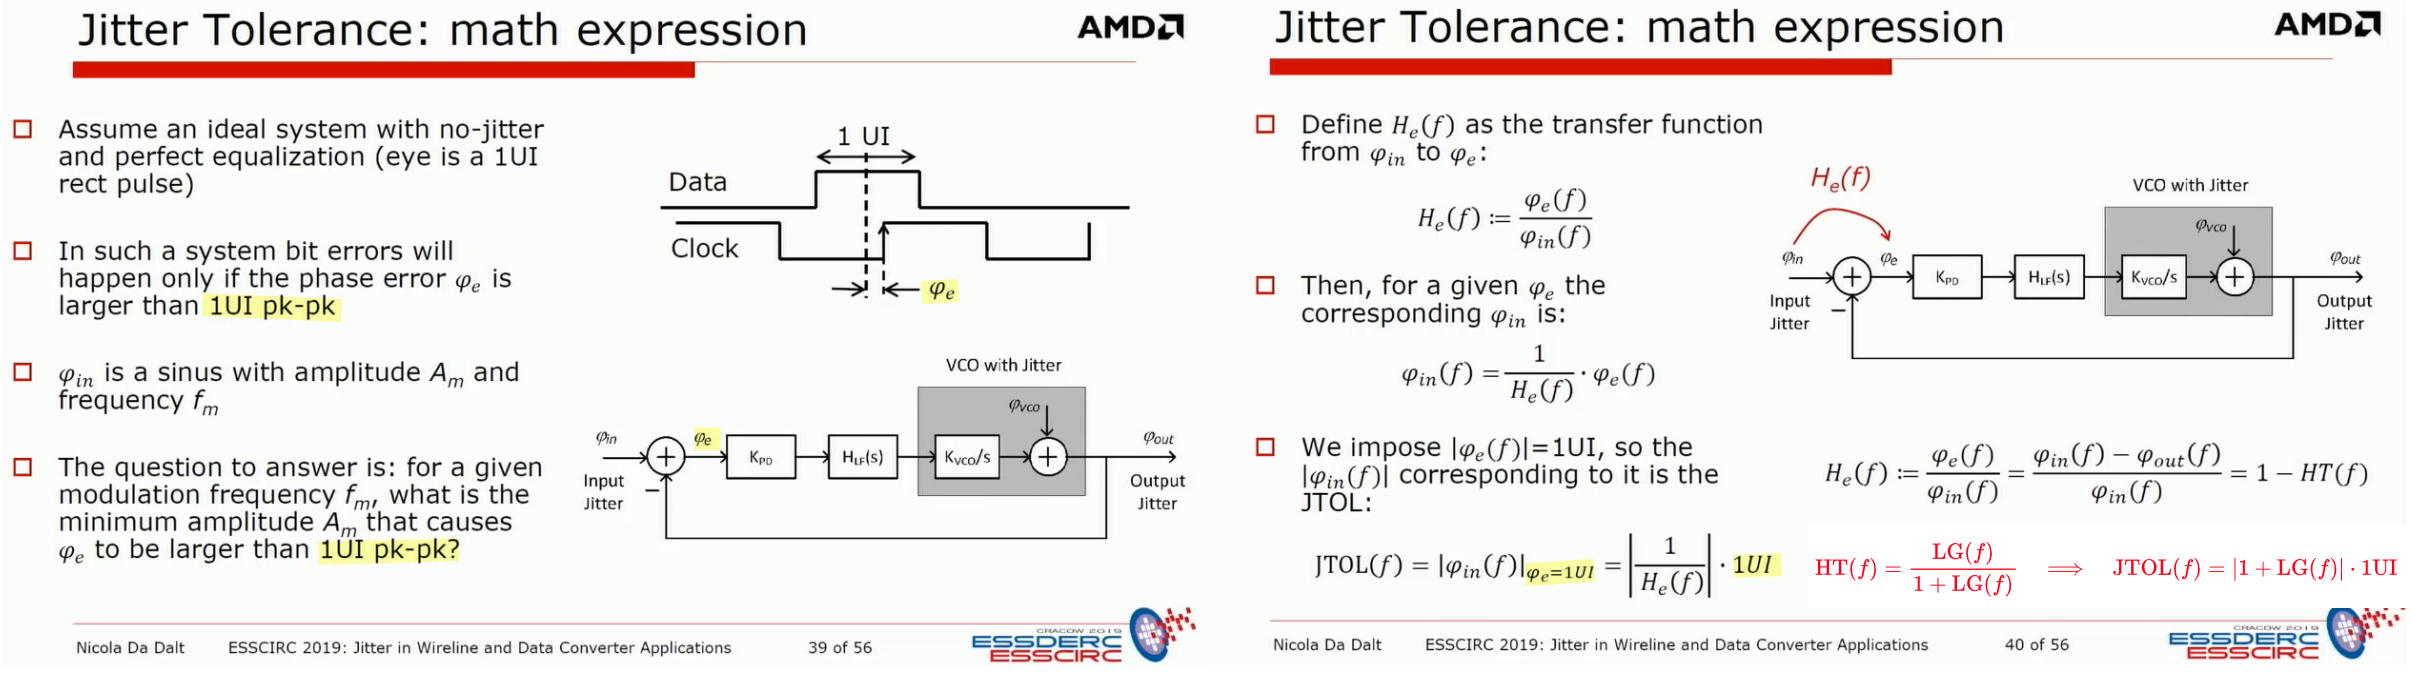 Jitter Tolerance: math expression
AMD
Assume an ideal system with no-jitter
and perfect equalization (eye is a 1UI
rect pulse)
In such a system bit errors will
happen only if the phase error φe is
larger than 1UI pk-pk
φin is a sinus with amplitude Am and
frequency fm
The question to answer is: for a given
modulation frequency fm, what is the
minimum amplitude Am that causes
φe to be larger than 1UI pk-pk?
1 UI
Data
Clock
φe
VCO with Jitter
φvco
φin
φe
φout
+
KPD
HLF(s)
KVCO/s
+
Input
Jitter
−
Output
Jitter
Nicola Da Dalt
ESSCIRC 2019: Jitter in Wireline and Data Converter Applications
39 of 56
CRACOW 2019
ESSDERC
ESSCIRC
Jitter Tolerance: math expression
AMD
Define He(f) as the transfer function
from φin to φe:
He(f) := φe(f) / φin(f)
Then, for a given φe the
corresponding φin is:
φin(f) = 1 / He(f) · φe(f)
We impose |φe(f)|=1UI, so the
|φin(f)| corresponding to it is the
JTOL:
JTOL(f) = |φin(f)|φe=1UI = |1 / He(f)| · 1UI
He(f)
VCO with Jitter
φvco
φin
φe
φout
+
KPD
HLF(s)
KVCO/s
+
Input
Jitter
−
Output
Jitter
He(f) := φe(f) / φin(f) = φin(f) − φout(f) / φin(f) = 1 − HT(f)
HT(f) = LG(f) / 1 + LG(f) ⟹ JTOL(f) = |1 + LG(f)| · 1UI
Nicola Da Dalt
ESSCIRC 2019: Jitter in Wireline and Data Converter Applications
40 of 56
CRACOW 2019
ESSDERC
ESSCIRC